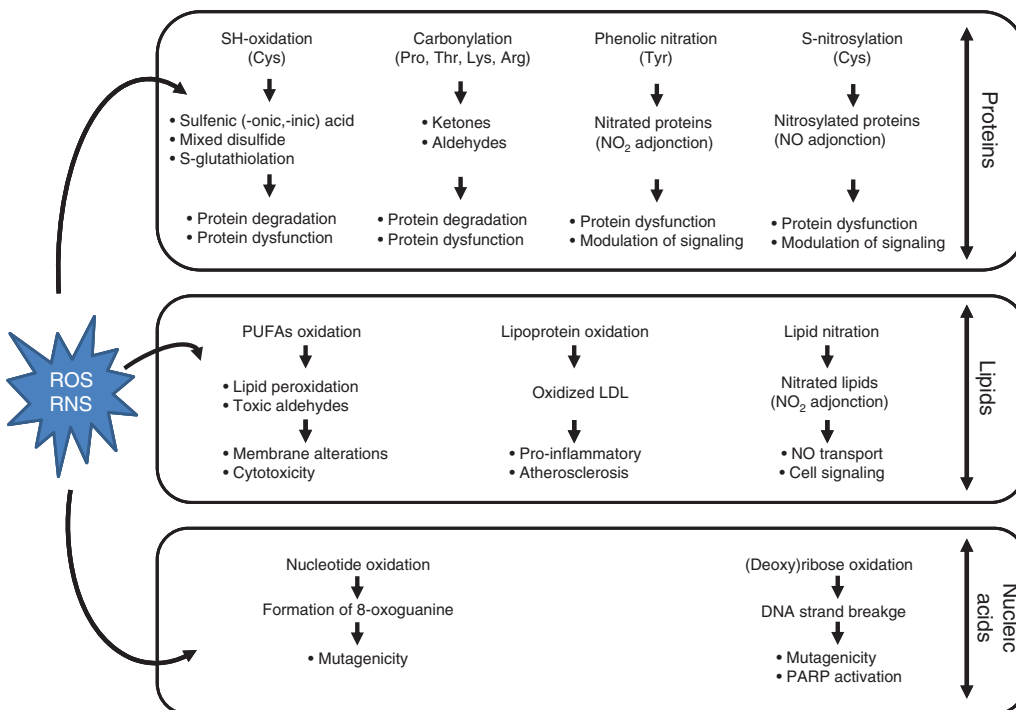 SH-oxidation
(Cys)
• Sulfenic (-onic,-inic) acid
• Mixed disulfide
• S-glutathiolation
• Protein degradation
• Protein dysfunction
Carbonylation
(Pro, Thr, Lys, Arg)
• Ketones
• Aldehydes
• Protein degradation
• Protein dysfunction
Phenolic nitration
(Tyr)
Nitrated proteins
(NO₂ adjonction)
• Protein dysfunction
• Modulation of signaling
S-nitrosylation
(Cys)
Nitrosylated proteins
(NO adjonction)
• Protein dysfunction
• Modulation of signaling
Proteins
ROS
RNS
PUFAs oxidation
• Lipid peroxidation
• Toxic aldehydes
• Membrane alterations
• Cytotoxicity
Lipoprotein oxidation
Oxidized LDL
• Pro-inflammatory
• Atherosclerosis
Lipid nitration
Nitrated lipids
(NO₂ adjonction)
• NO transport
• Cell signaling
Lipids
Nucleotide oxidation
Formation of 8-oxoguanine
• Mutagenicity
(Deoxy)ribose oxidation
DNA strand breakge
• Mutagenicity
• PARP activation
Nucleic
acids